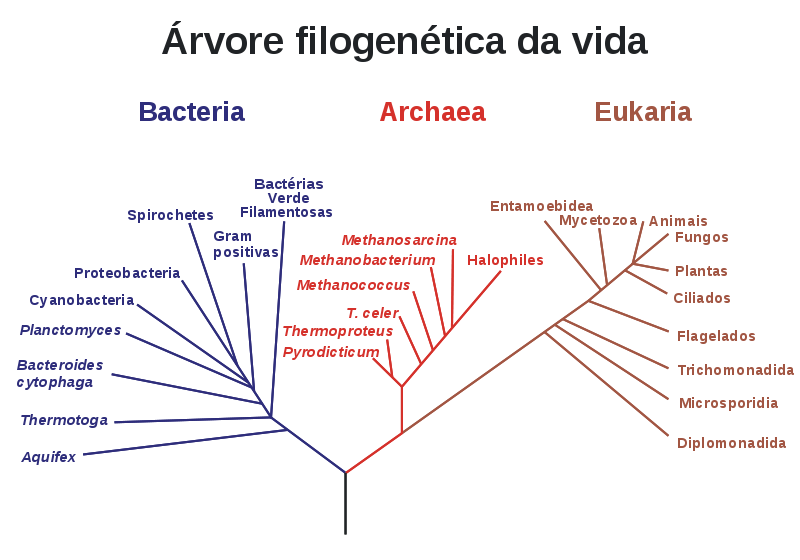 Árvore filogenética da vida
Bacteria
Archaea
Eukaria
Bactérias
Verde
Filamentosas
Spirochetes
Gram
positivas
Proteobacteria
Cyanobacteria
Planctomyces
Bacteroides
cytophaga
Thermotoga
Aquifex
Methanosarcina
Methanobacterium
Halophiles
Methanococcus
T. celer
Thermoproteus
Pyrodicticum
Entamoebidea
Mycetozoa
Animais
Fungos
Plantas
Ciliados
Flagelados
Trichomonadida
Microsporidia
Diplomonadida